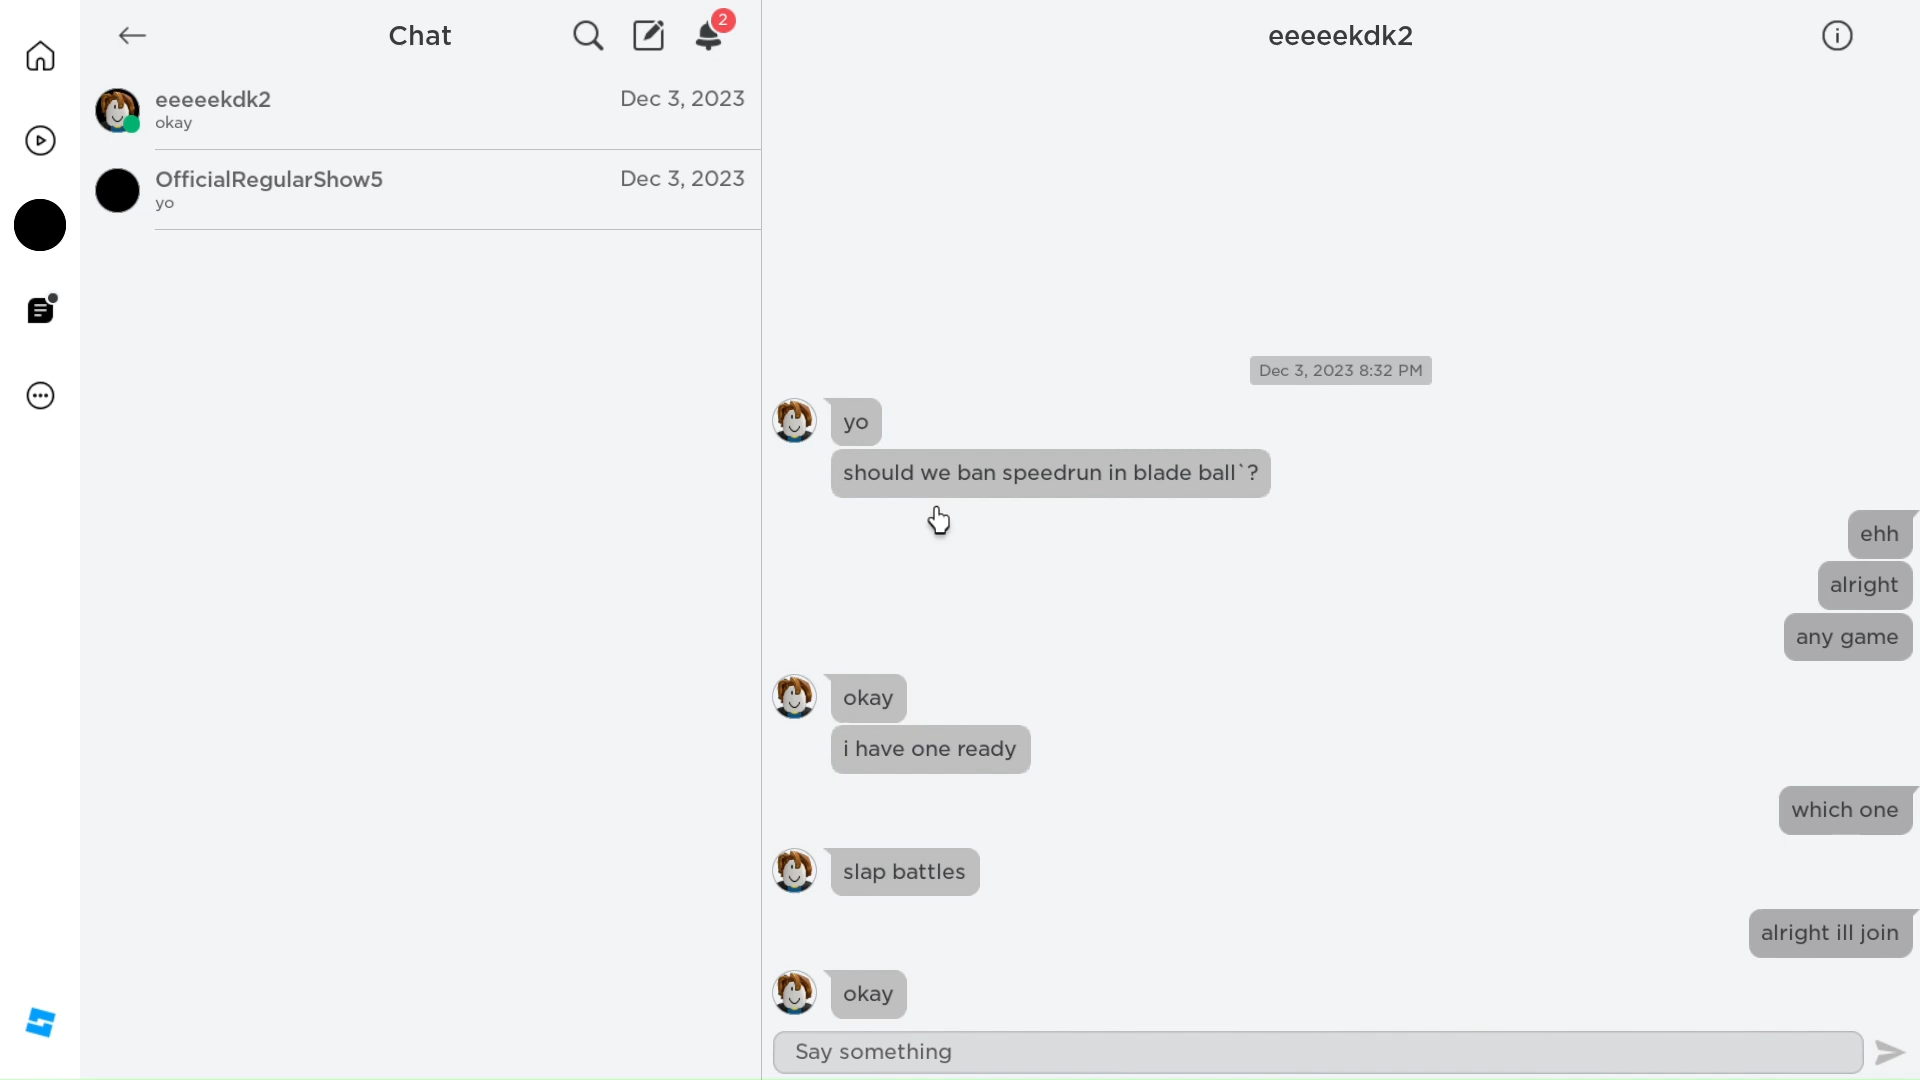 Chat
2
eeeeekdk2
Dec 3, 2023
okay
OfficialRegularShow5
Dec 3, 2023
yo
eeeeekdk2
Dec 3, 2023 8:32 PM
yo
should we ban speedrun in blade ball`?
ehh
alright
any game
okay
i have one ready
which one
slap battles
alright ill join
okay
Say something